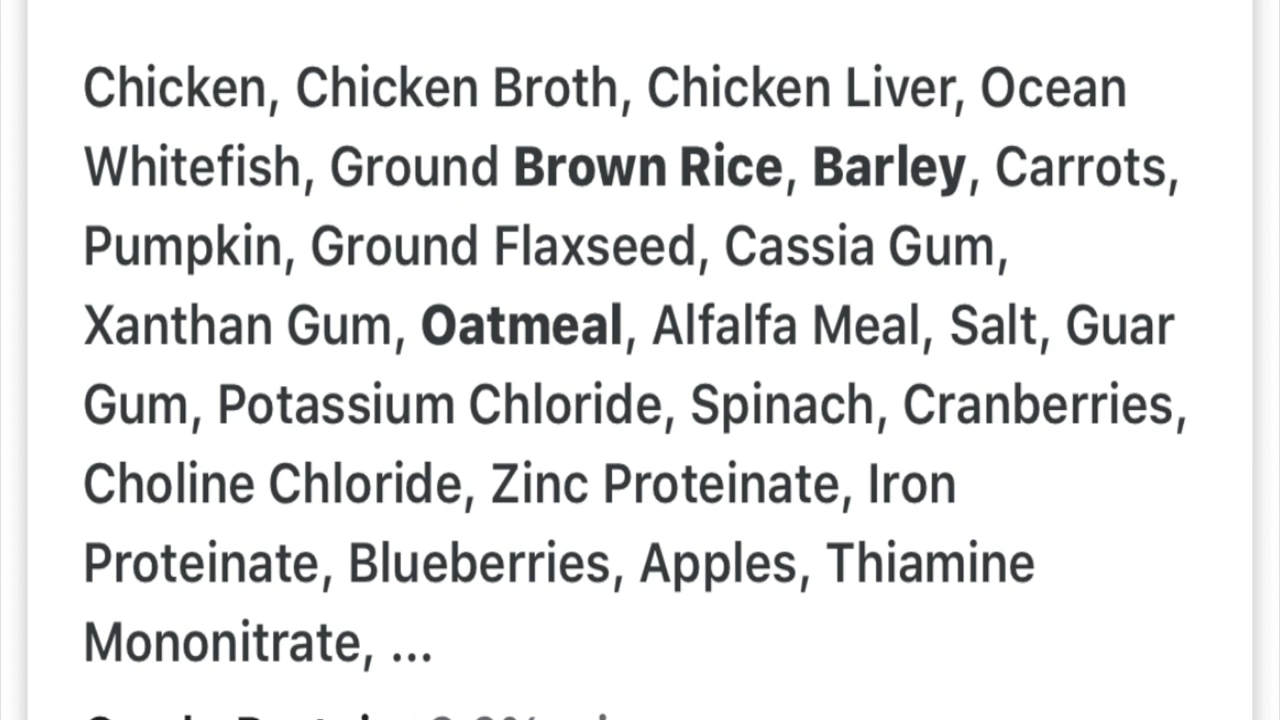 Chicken, Chicken Broth, Chicken Liver, Ocean
Whitefish, Ground Brown Rice, Barley, Carrots,
Pumpkin, Ground Flaxseed, Cassia Gum,
Xanthan Gum, Oatmeal, Alfalfa Meal, Salt, Guar
Gum, Potassium Chloride, Spinach, Cranberries,
Choline Chloride, Zinc Proteinate, Iron
Proteinate, Blueberries, Apples, Thiamine
Mononitrate, ...